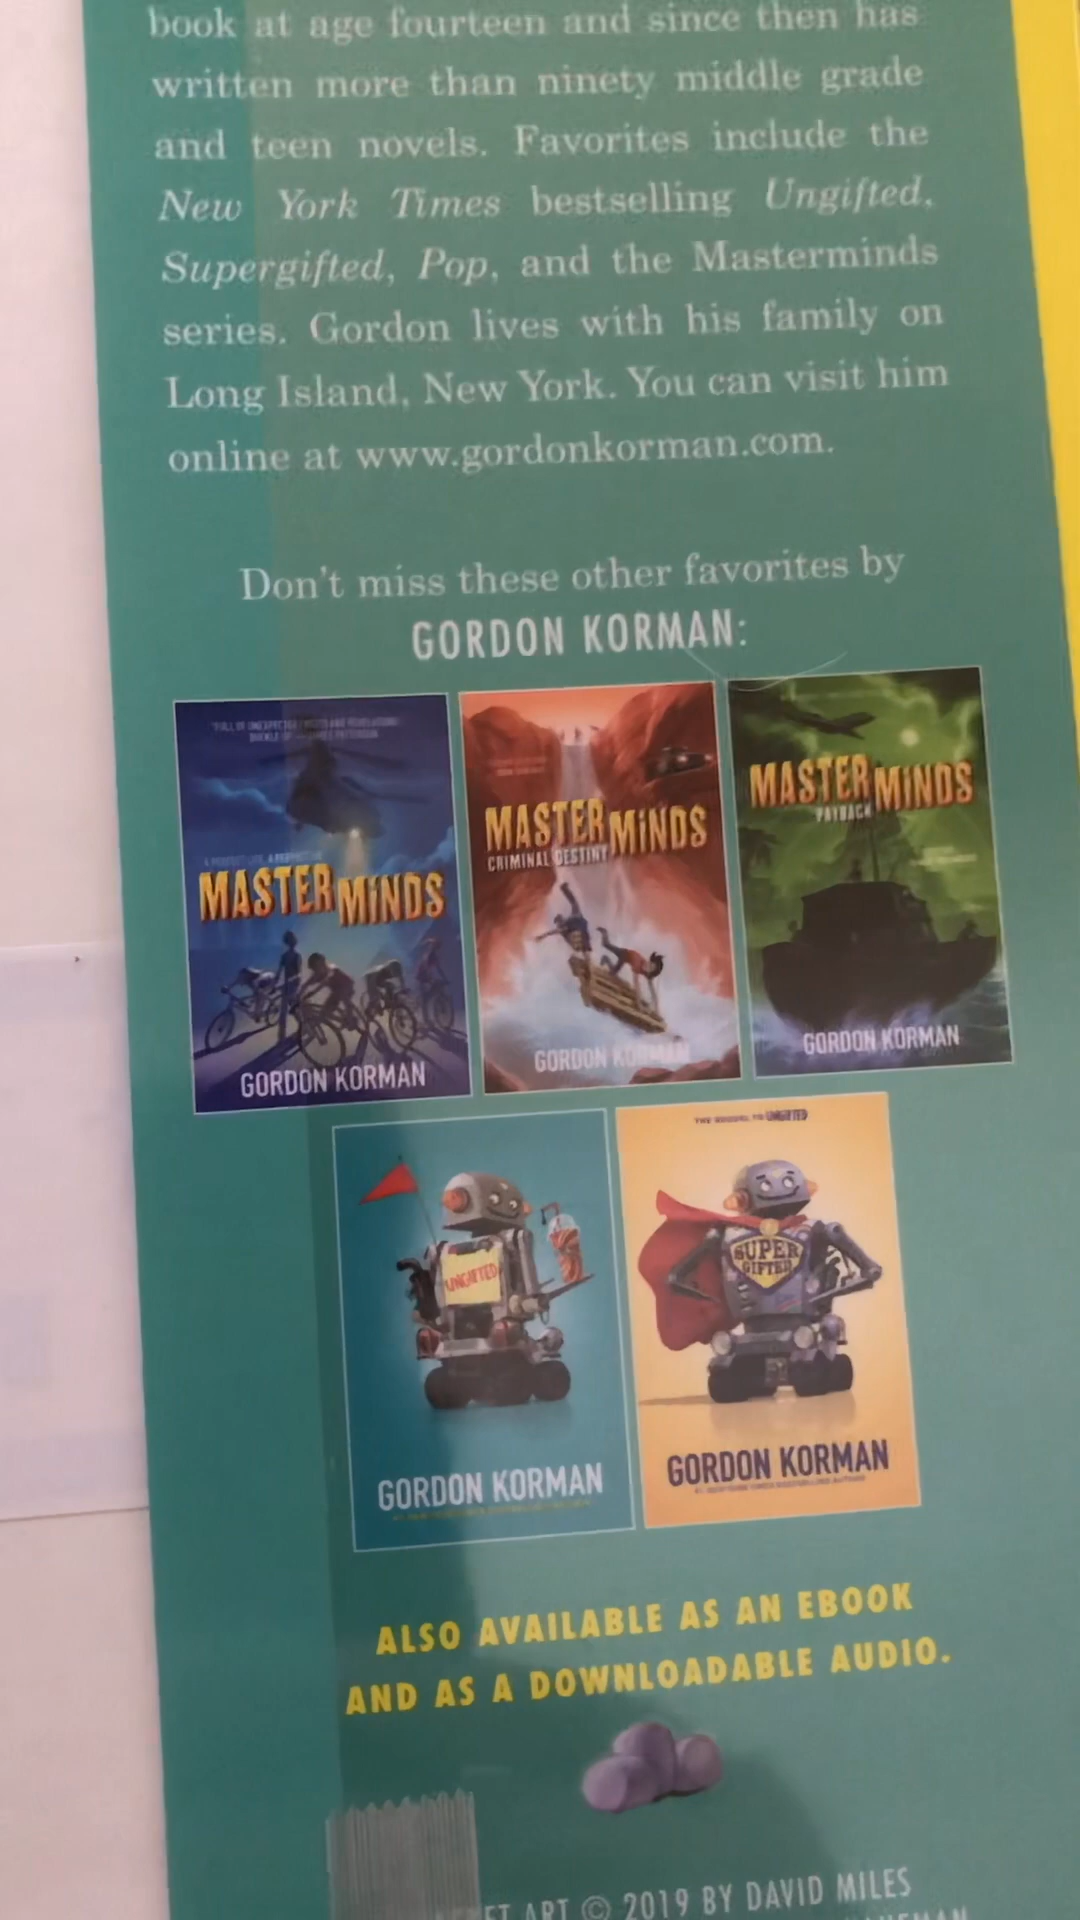 book at age fourteen and since then has
written more than ninety middle grade
and teen novels. Favorites include the
New York Times bestselling Ungifted,
Supergifted, Pop, and the Masterminds
series. Gordon lives with his family on
Long Island, New York. You can visit him
online at www.gordonkorman.com.
Don't miss these other favorites by
GORDON KORMAN:
MASTERMINDS
GORDON KORMAN
MASTERMINDS
CRIMINAL DESTINY
GORDON KORMAN
MASTERMINDS
PAYBACK
GORDON KORMAN
UNGIFTED
GORDON KORMAN
THE SEQUEL TO UNGIFTED
SUPER
GIFTED
GORDON KORMAN
ALSO AVAILABLE AS AN EBOOK
AND AS A DOWNLOADABLE AUDIO.
ART © 2019 BY DAVID MILES